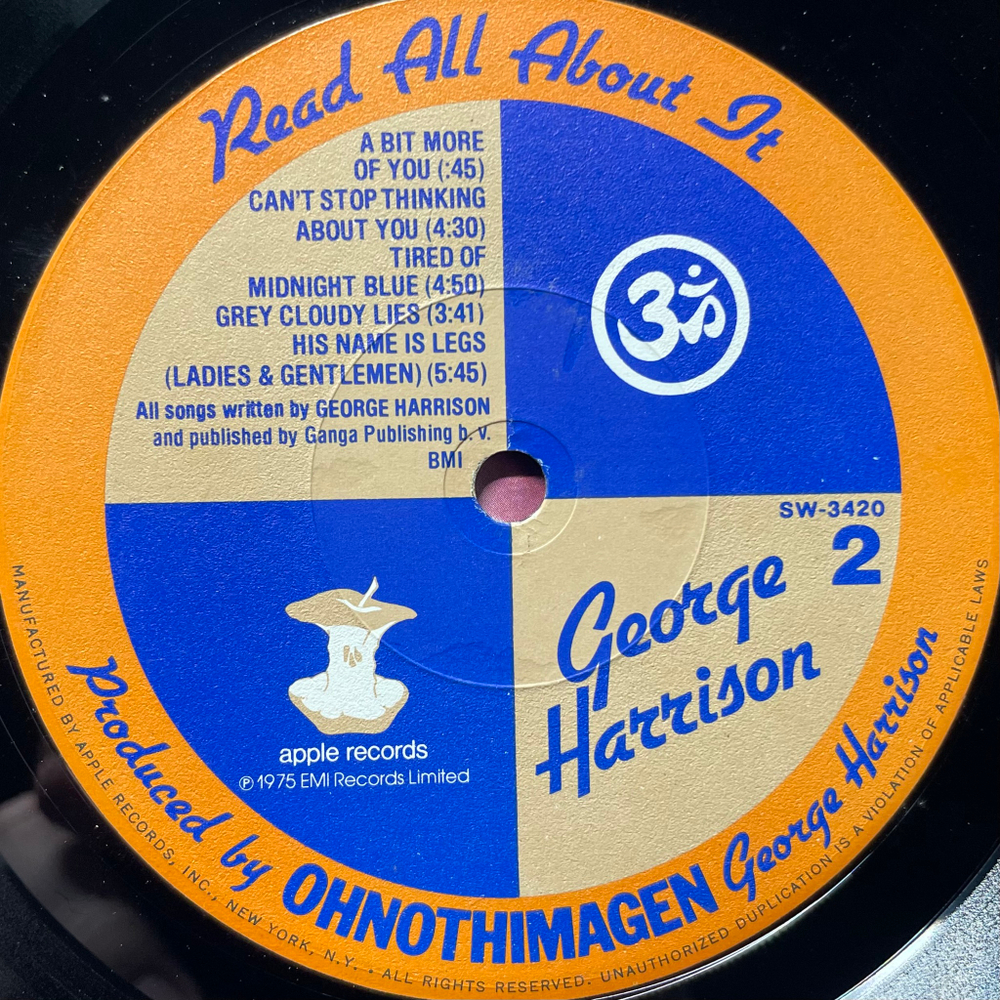 Read All About It
A BIT MORE
OF YOU (:45)
CAN'T STOP THINKING
ABOUT YOU (4:30)
TIRED OF
MIDNIGHT BLUE (4:50)
GREY CLOUDY LIES (3:41)
HIS NAME IS LEGS
(LADIES & GENTLEMEN) (5:45)
All songs written by GEORGE HARRISON
and published by Ganga Publishing b. v.
BMI
ॐ
SW-3420
2
George
Harrison
apple records
℗ 1975 EMI Records Limited
Produced by OHNOTHIMAGEN George Harrison
MANUFACTURED BY APPLE RECORDS, INC., NEW YORK, N.Y. • ALL RIGHTS RESERVED. UNAUTHORIZED DUPLICATION IS A VIOLATION OF APPLICABLE LAWS